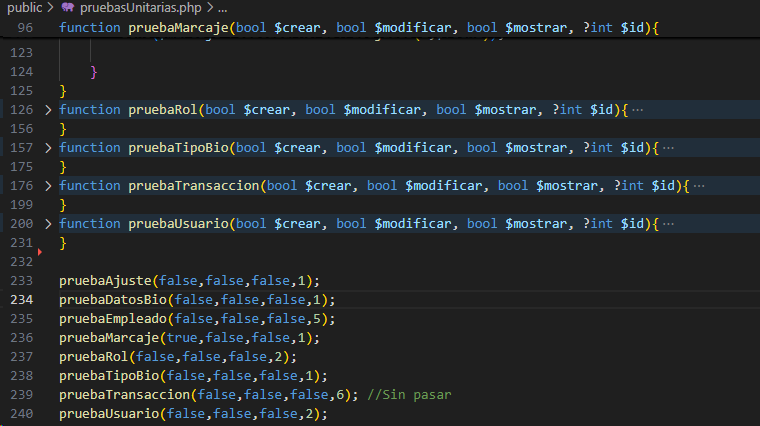 public > pruebasUnitarias.php > ...
96 function pruebaMarcaje(bool $crear, bool $modificar, bool $mostrar, ?int $id){
123
124 }
125 }
126 > function pruebaRol(bool $crear, bool $modificar, bool $mostrar, ?int $id){ ...
156 }
157 > function pruebaTipoBio(bool $crear, bool $modificar, bool $mostrar, ?int $id){ ...
175 }
176 > function pruebaTransaccion(bool $crear, bool $modificar, bool $mostrar, ?int $id){ ...
199 }
200 > function pruebaUsuario(bool $crear, bool $modificar, bool $mostrar, ?int $id){ ...
231 }
232
233 pruebaAjuste(false,false,false,1);
234 pruebaDatosBio(false,false,false,1);
235 pruebaEmpleado(false,false,false,5);
236 pruebaMarcaje(true,false,false,1);
237 pruebaRol(false,false,false,2);
238 pruebaTipoBio(false,false,false,1);
239 pruebaTransaccion(false,false,false,6); //Sin pasar
240 pruebaUsuario(false,false,false,2);